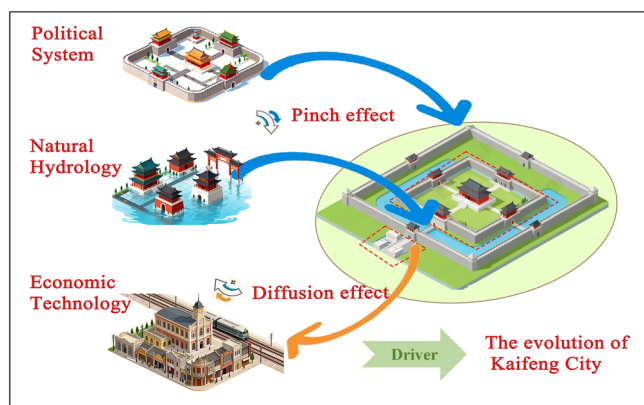 Political
System
Pinch effect
Natural
Hydrology
Economic
Technology
Diffusion effect
Driver
The evolution of
Kaifeng City